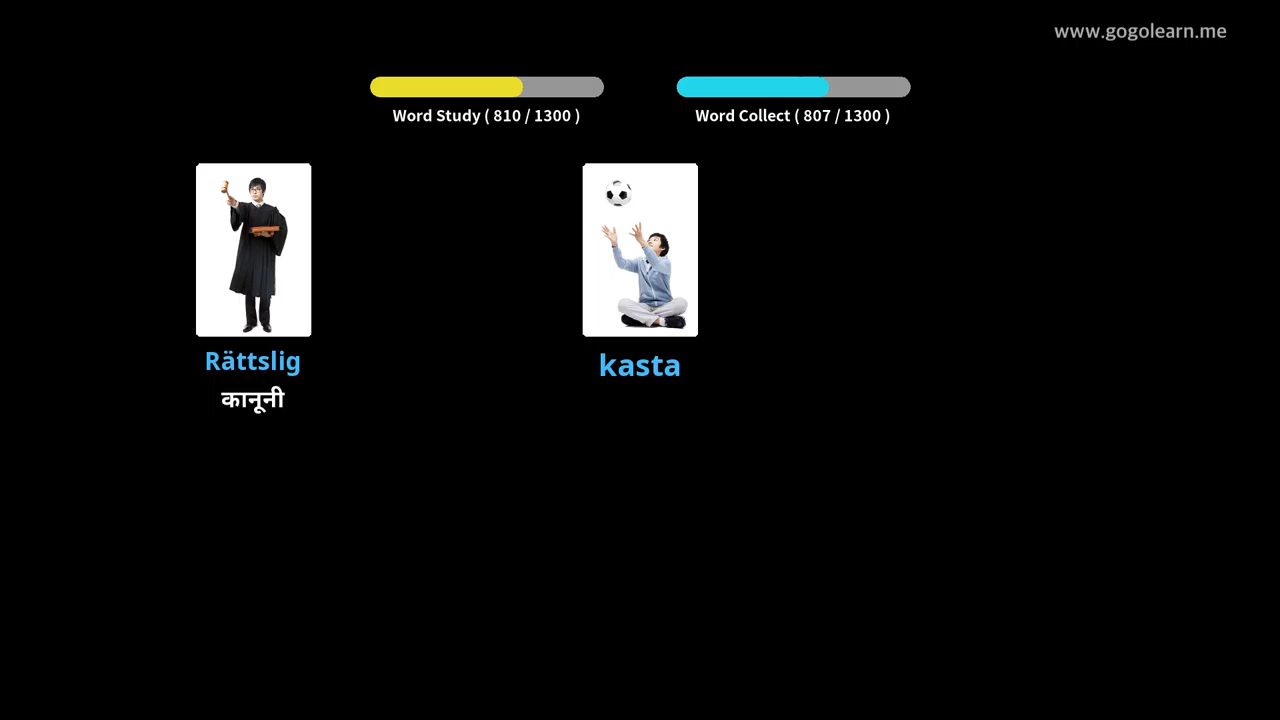 www.gogolearn.me
Word Study ( 810 / 1300 )
Word Collect ( 807 / 1300 )
Rättslig
कानूनी
kasta